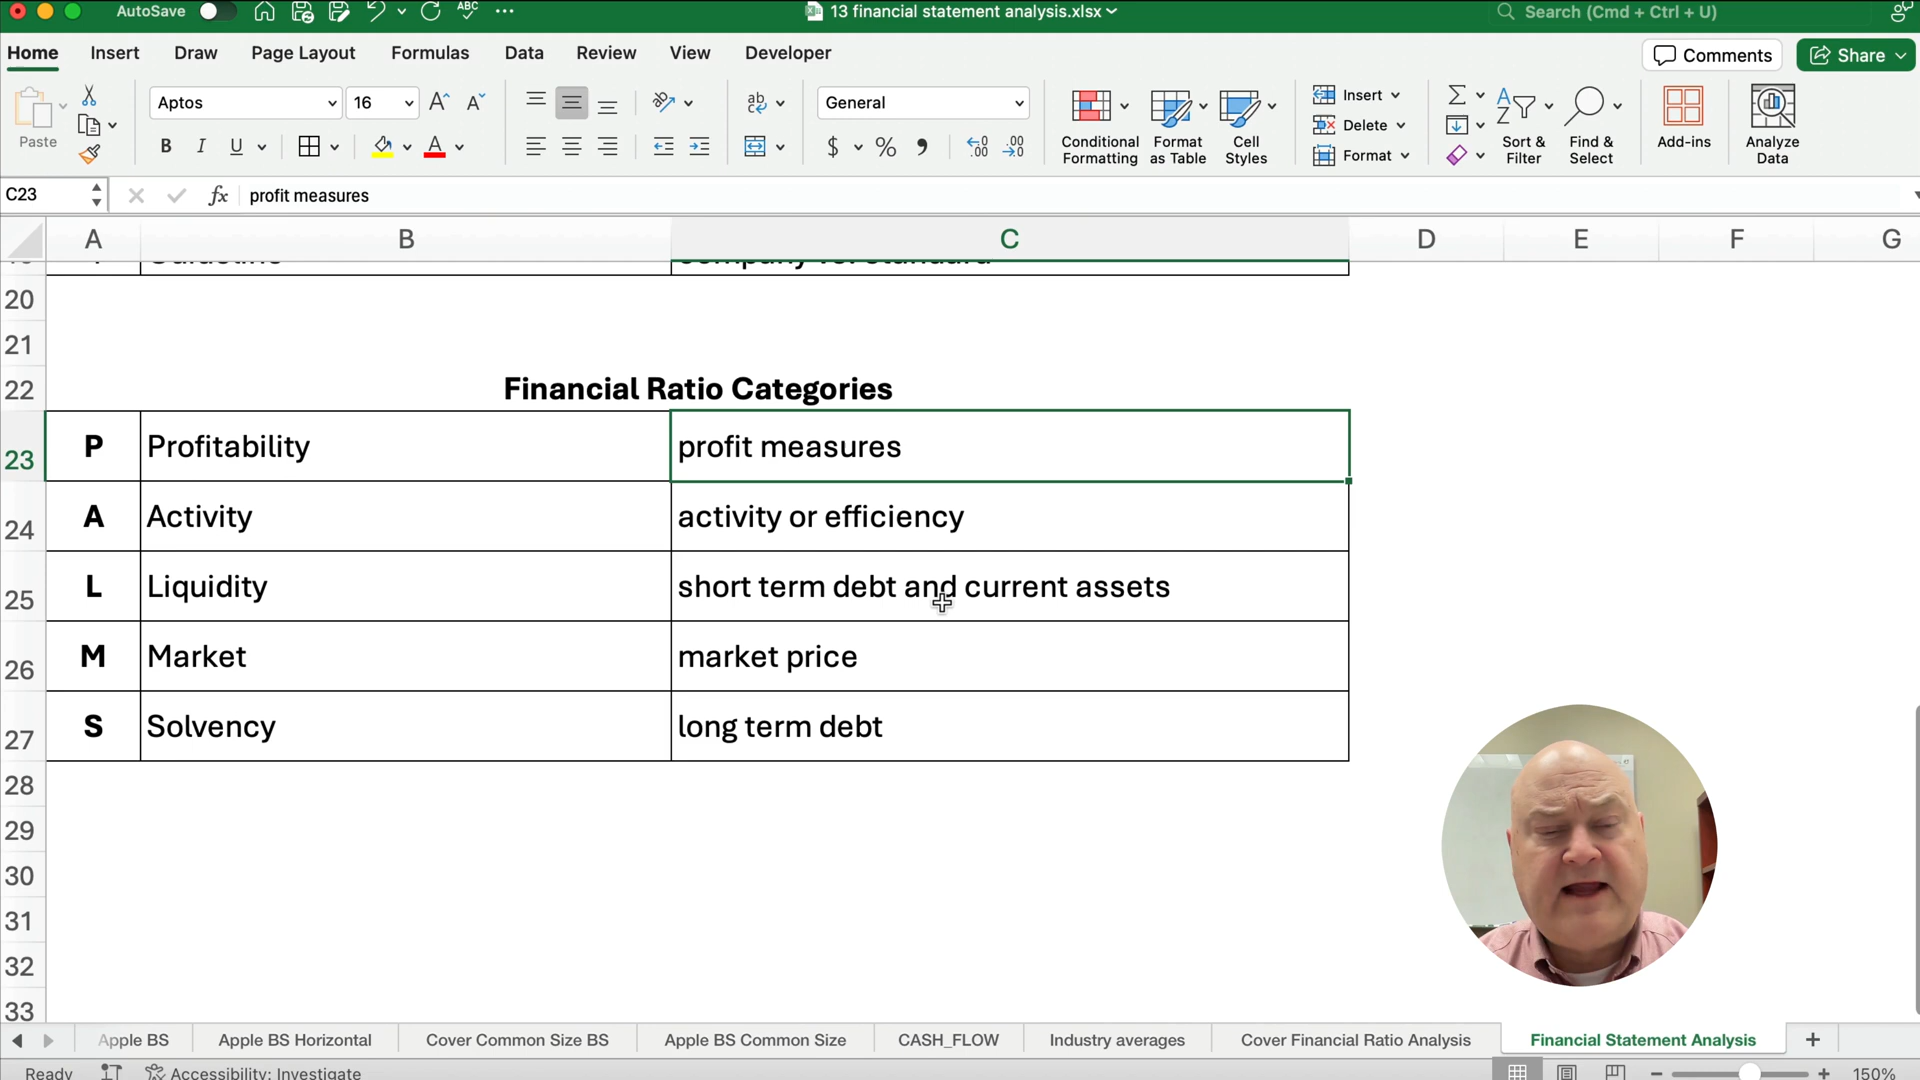 AutoSave
ABC
13 financial statement analysis.xlsx
Search (Cmd + Ctrl + U)
Home Insert Draw Page Layout Formulas Data Review View Developer
Comments
Share
Paste
Aptos
16
General
Conditional Formatting
Format as Table
Cell Styles
Insert
Delete
Format
Sort & Filter
Find & Select
Add-ins
Analyze Data
C23
fx
profit measures
A B C D E F G
20
21
22 Financial Ratio Categories
23 P Profitability profit measures
24 A Activity activity or efficiency
25 L Liquidity short term debt and current assets
26 M Market market price
27 S Solvency long term debt
28
29
30
31
32
33
Apple BS Apple BS Horizontal Cover Common Size BS Apple BS Common Size CASH_FLOW Industry averages Cover Financial Ratio Analysis Financial Statement Analysis
Ready Accessibility: Investigate 150%